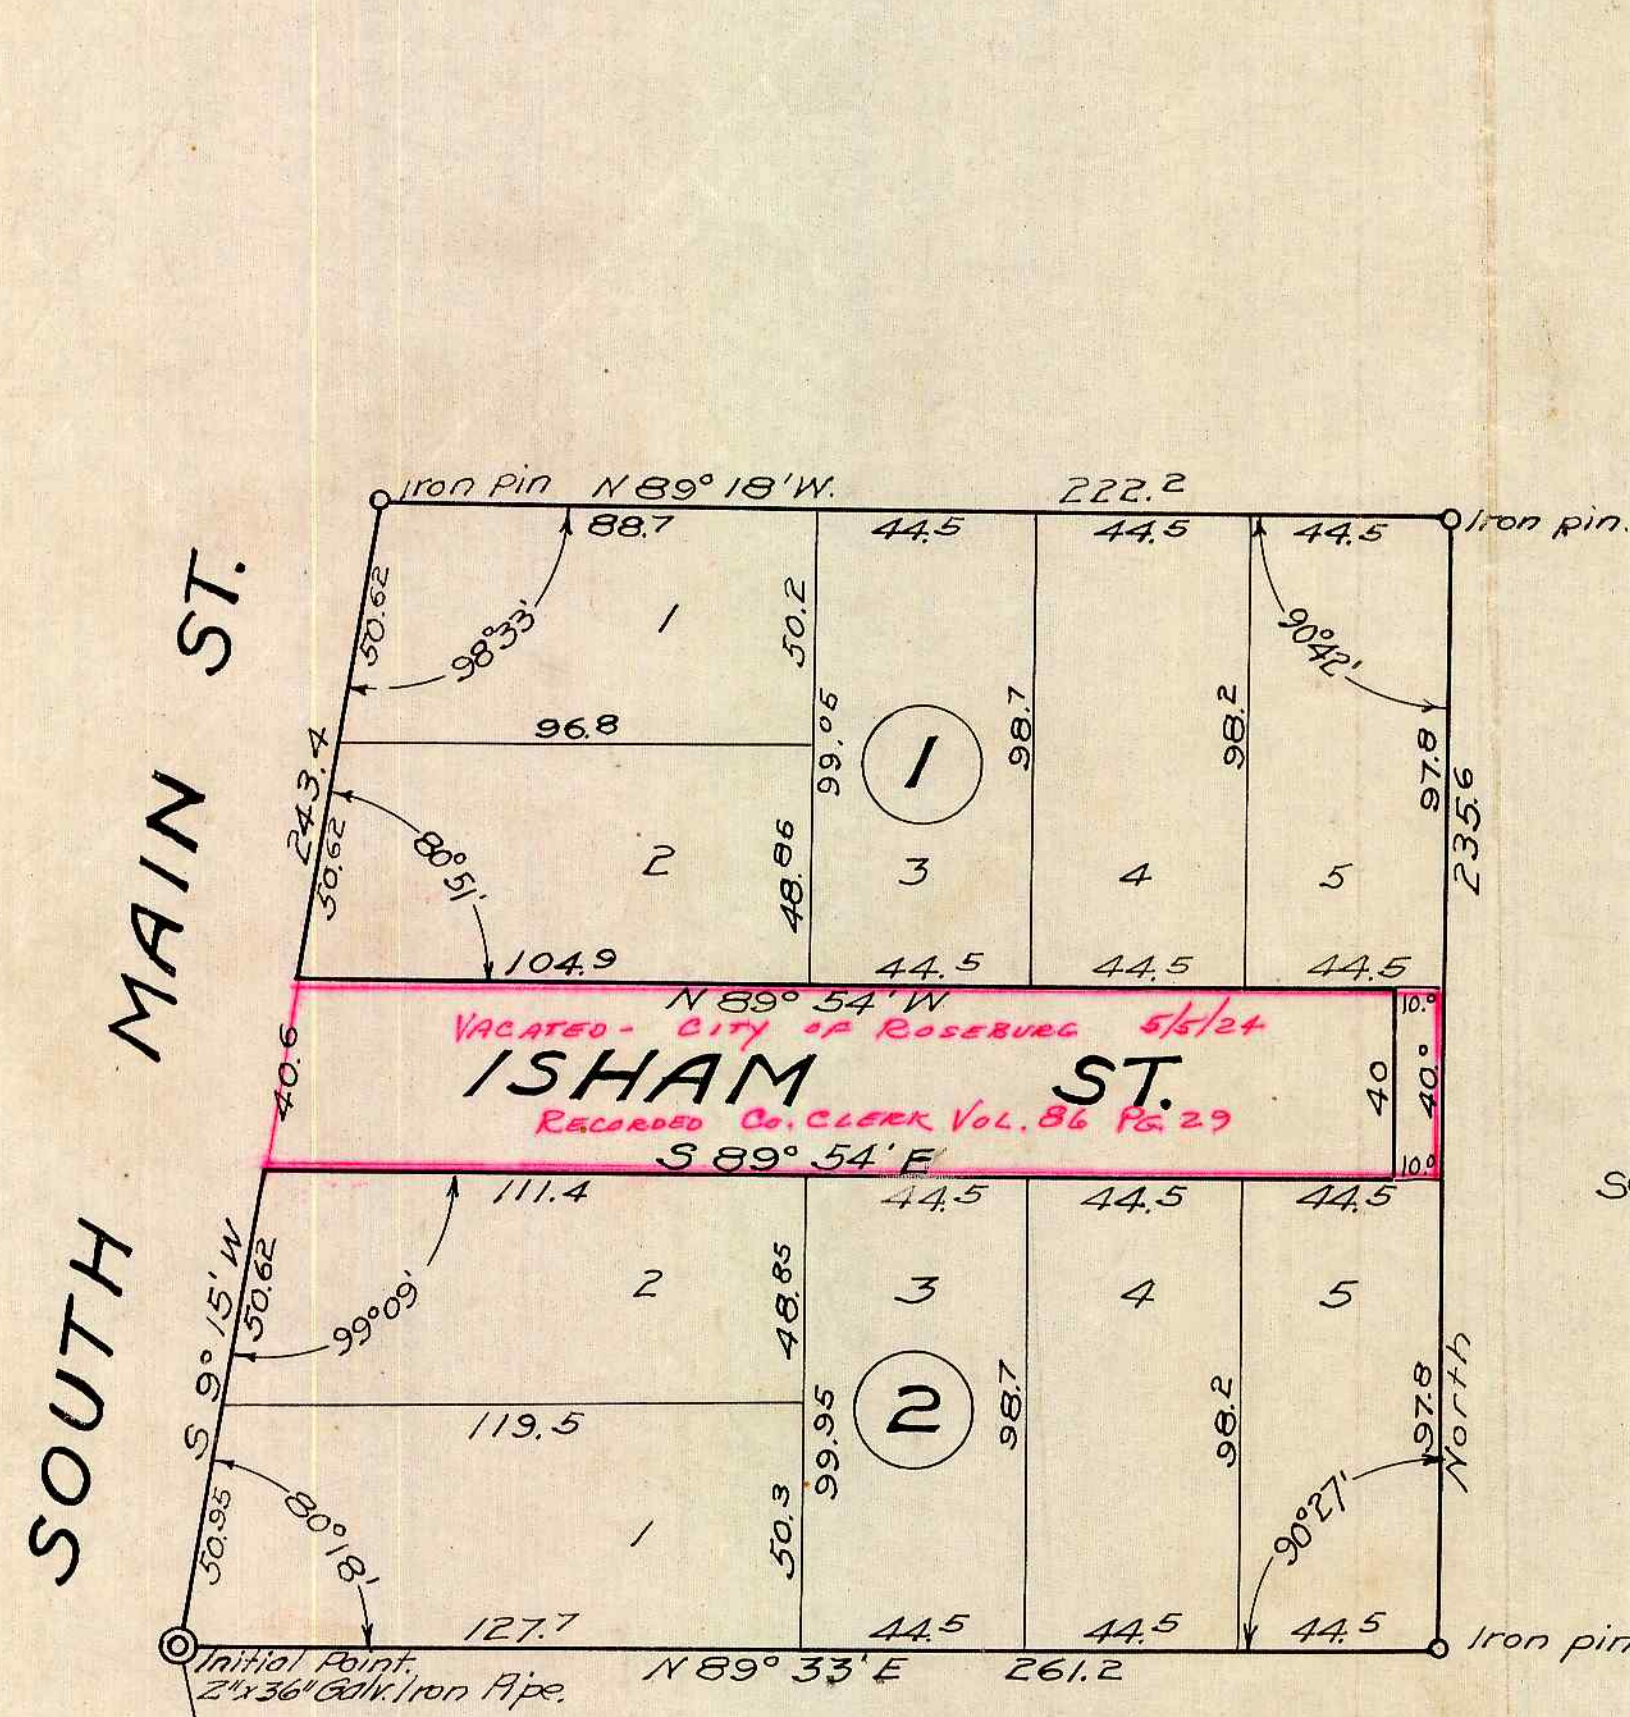 Iron Pin N 89° 18' W. 222.2
Iron pin.
88.7 44.5 44.5 44.5
50.62
98°33'
1
50.2
90°42'
96.8
99.05
1
98.7
98.2
97.8
235.6
243.4
50.62
80°51'
2
48.86
3
4
5
104.9 44.5 44.5 44.5
N 89° 54' W
10.0
VACATED - CITY OF ROSEBURG 5/5/24
40.6
ISHAM ST.
40
40.0
RECORDED CO. CLERK VOL. 86 PG. 29
S 89° 54' E
10.0
111.4 44.5 44.5 44.5
S 9° 15' W
50.62
99°09'
2
48.85
3
4
5
119.5
99.95
2
98.7
98.2
97.8
North
50.95
80°18'
1
50.3
90°27'
127.7 44.5 44.5 44.5
Iron pin
Initial Point.
2"x36" Galv. Iron Pipe.
N 89° 33' E 261.2
SOUTH MAIN ST.